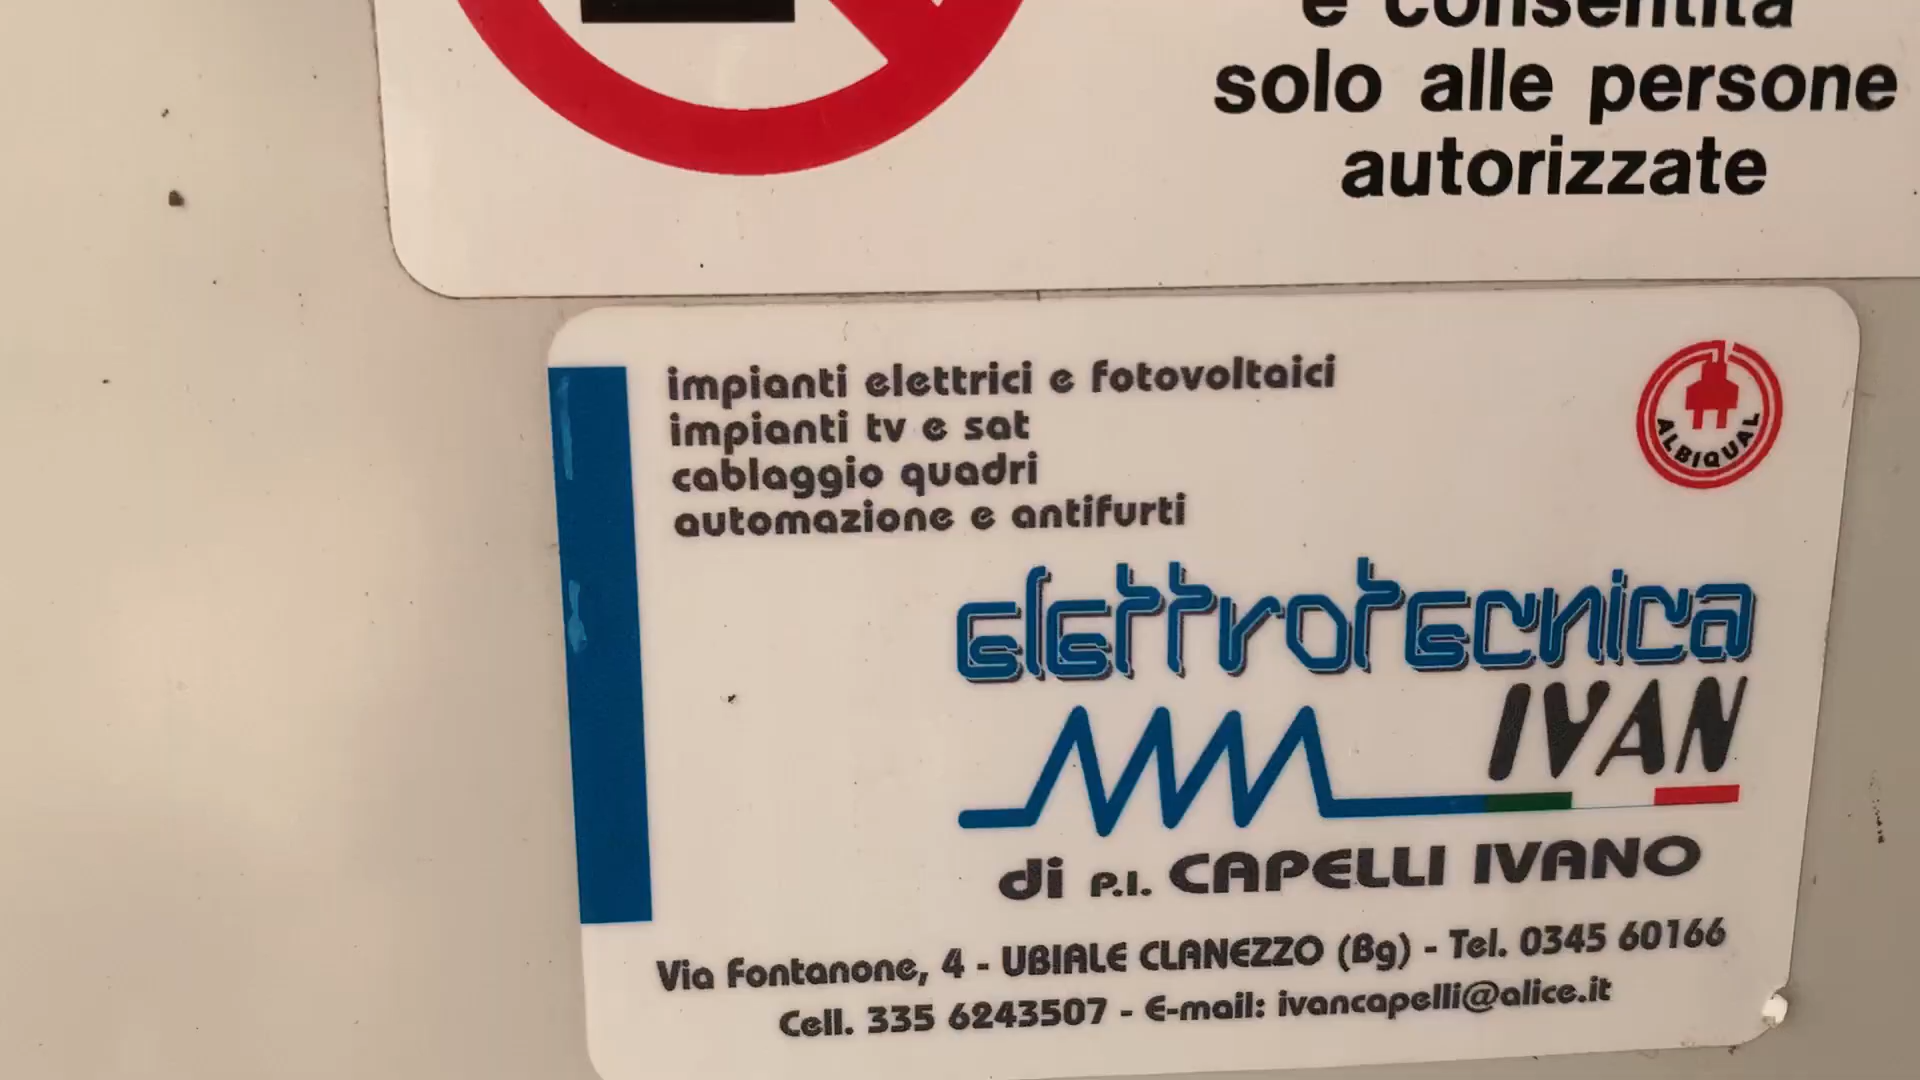 è consentita
solo alle persone
autorizzate
impianti elettrici e fotovoltaici
impianti tv e sat
cablaggio quadri
automazione e antifurti
ALBIQUAL
elettrotecnica
IVAN
di P.I. CAPELLI IVANO
Via Fontanone, 4 - UBIALE CLANEZZO (Bg) - Tel. 0345 60166
Cell. 335 6243507 - E-mail: ivancapelli@alice.it